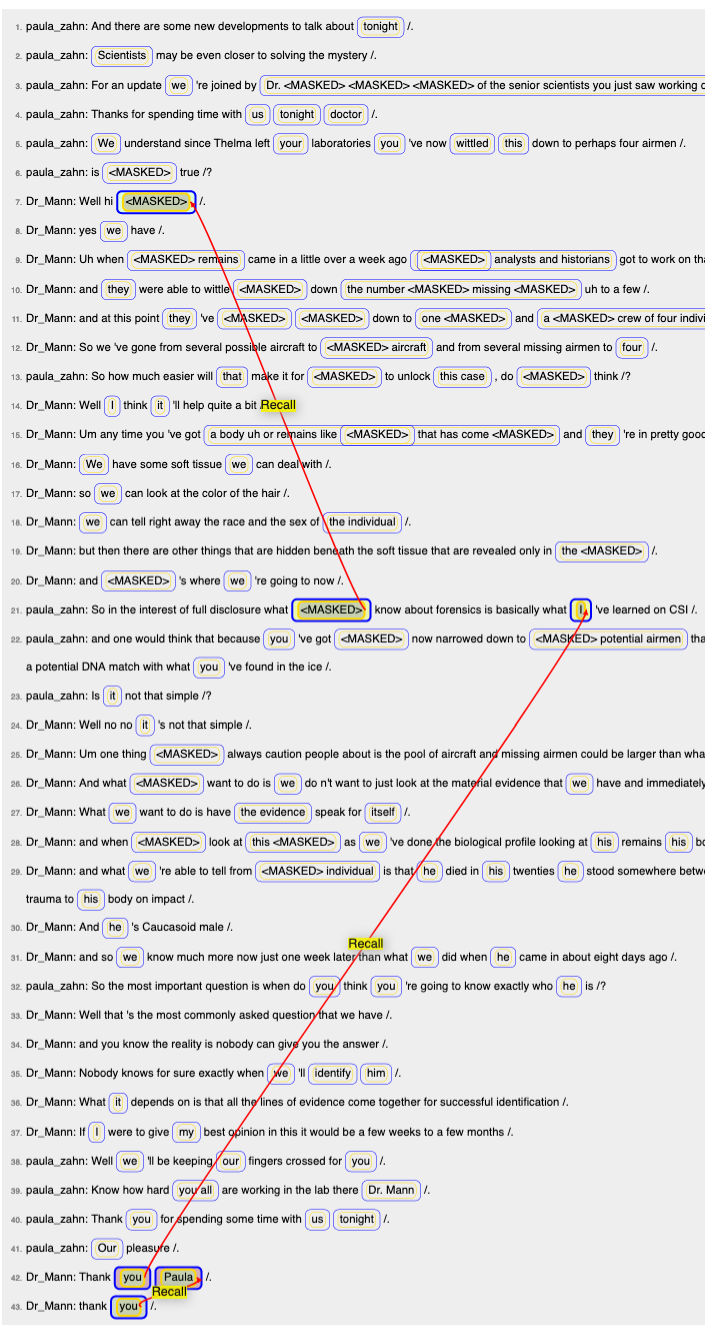 1. paula_zahn: And there are some new developments to talk about tonight /.
2. paula_zahn: Scientists may be even closer to solving the mystery /.
3. paula_zahn: For an update we 're joined by Dr. <MASKED> <MASKED> <MASKED> of the senior scientists you just saw working
4. paula_zahn: Thanks for spending time with us tonight doctor /.
5. paula_zahn: We understand since Thelma left your laboratories you 've now wittled this down to perhaps four airmen /.
6. paula_zahn: is <MASKED> true /?
7. Dr_Mann: Well hi <MASKED> /.
8. Dr_Mann: yes we have /.
9. Dr_Mann: Uh when <MASKED> remains came in a little over a week ago <MASKED> analysts and historians got to work on
10. Dr_Mann: and they were able to wittle <MASKED> down the number <MASKED> missing <MASKED> uh to a few /.
11. Dr_Mann: and at this point they 've <MASKED> <MASKED> down to one <MASKED> and a <MASKED> crew of four indivi
12. Dr_Mann: So we 've gone from several possible aircraft to <MASKED> aircraft and from several missing airmen to four /.
13. paula_zahn: So how much easier will that make it for <MASKED> to unlock this case , do <MASKED> think /?
14. Dr_Mann: Well I think it 'll help quite a bit Recall
15. Dr_Mann: Um any time you 've got a body uh or remains like <MASKED> that has come <MASKED> and they 're in pretty good
16. Dr_Mann: We have some soft tissue we can deal with /.
17. Dr_Mann: so we can look at the color of the hair /.
18. Dr_Mann: we can tell right away the race and the sex of the individual /.
19. Dr_Mann: but then there are other things that are hidden beneath the soft tissue that are revealed only in the <MASKED> /.
20. Dr_Mann: and <MASKED> 's where we 're going to now /.
21. paula_zahn: So in the interest of full disclosure what <MASKED> know about forensics is basically what I 've learned on CSI /.
22. paula_zahn: and one would think that because you 've got <MASKED> now narrowed down to <MASKED> potential airmen tha
a potential DNA match with what you 've found in the ice /.
23. paula_zahn: Is it not that simple /?
24. Dr_Mann: Well no no it 's not that simple /.
25. Dr_Mann: Um one thing <MASKED> always caution people about is the pool of aircraft and missing airmen could be larger than wha
26. Dr_Mann: And what <MASKED> want to do is we do n't want to just look at the material evidence that we have and immediately
27. Dr_Mann: What we want to do is have the evidence speak for itself /.
28. Dr_Mann: and when <MASKED> look at this <MASKED> as we 've done the biological profile looking at his remains his bo
29. Dr_Mann: and what we 're able to tell from <MASKED> individual is that he died in his twenties he stood somewhere betw
trauma to his body on impact /.
30. Dr_Mann: And he 's Caucasoid male /.
Recall
31. Dr_Mann: and so we know much more now just one week later than what we did when he came in about eight days ago /.
32. paula_zahn: So the most important question is when do you think you 're going to know exactly who he is /?
33. Dr_Mann: Well that 's the most commonly asked question that we have /.
34. Dr_Mann: and you know the reality is nobody can give you the answer /.
35. Dr_Mann: Nobody knows for sure exactly when we 'll identify him /.
36. Dr_Mann: What it depends on is that all the lines of evidence come together for successful identification /.
37. Dr_Mann: If I were to give my best opinion in this it would be a few weeks to a few months /.
38. paula_zahn: Well we 'll be keeping our fingers crossed for you /.
39. paula_zahn: Know how hard you all are working in the lab there Dr. Mann /.
40. paula_zahn: Thank you for spending some time with us tonight /.
41. paula_zahn: Our pleasure /.
42. Dr_Mann: Thank you Paula /.
Recall
43. Dr_Mann: thank you /.